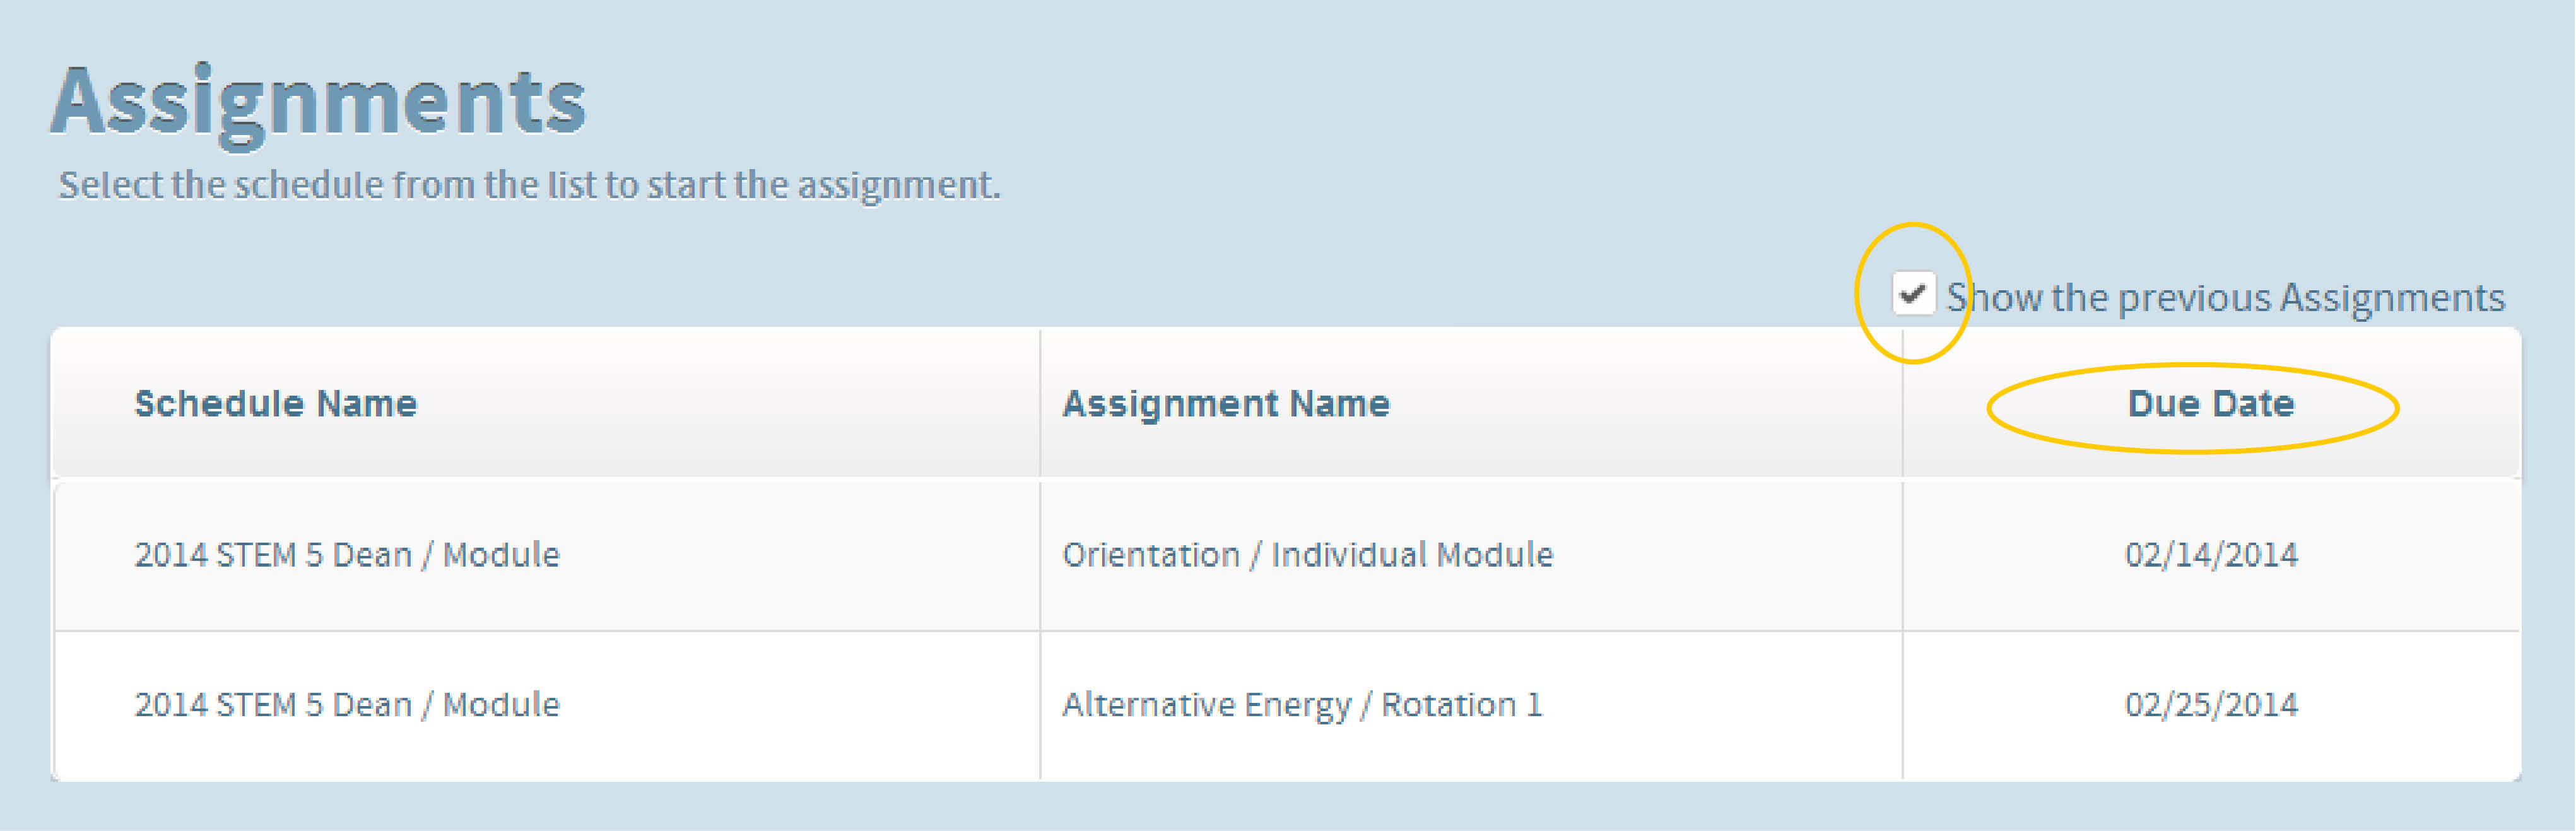 Assignments
Select the schedule from the list to start the assignment.
Show the previous Assignments
Schedule Name Assignment Name Due Date
2014 STEM 5 Dean / Module Orientation / Individual Module 02/14/2014
2014 STEM 5 Dean / Module Alternative Energy / Rotation 1 02/25/2014